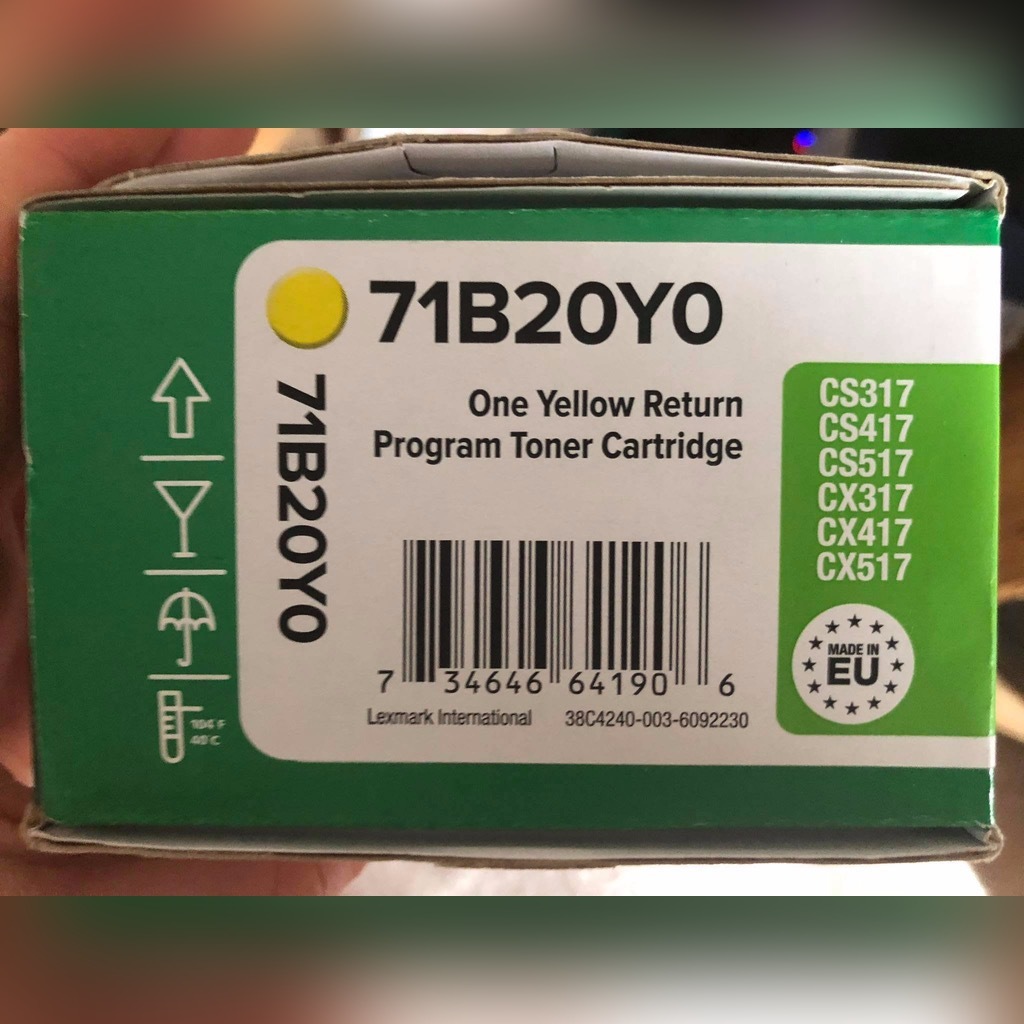 71B20Y0
71B20Y0
One Yellow Return
Program Toner Cartridge
CS317
CS417
CS517
CX317
CX417
CX517
MADE IN
EU
7 34646 64190 6
Lexmark International 38C4240-003-6092230
104 F
40 C